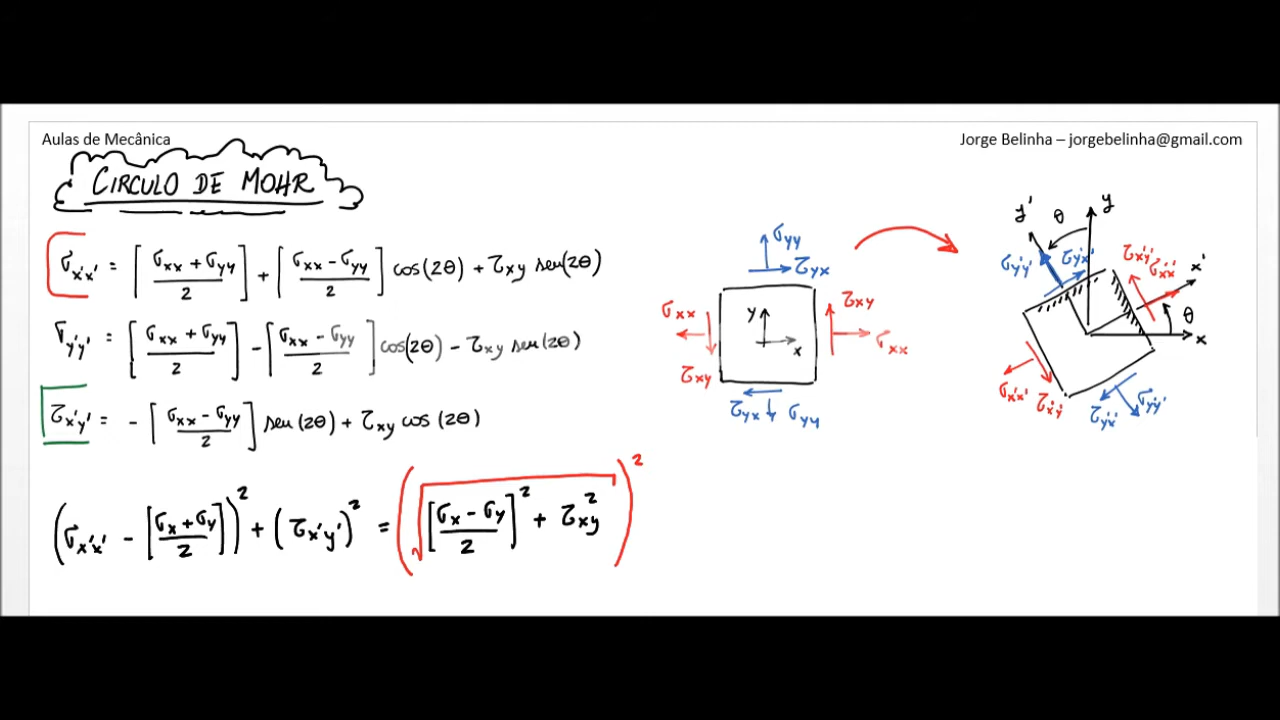 Aulas de Mecânica
Jorge Belinha – jorgebelinha@gmail.com
CIRCULO DE MOHR
σx'x' = [σxx + σyy / 2] + [σxx - σyy / 2] cos(2θ) + τxy sen(2θ)
σy'y' = [σxx + σyy / 2] - [σxx - σyy / 2] cos(2θ) - τxy sen(2θ)
τx'y' = - [σxx - σyy / 2] sen(2θ) + τxy cos(2θ)
(σx'x' - [σx + σy / 2])² + (τx'y')² = (√([σx - σy / 2]² + τxy²))²
σyy
τyx
σxx
τxy
y
x
σxx
τxy
τyx
σyy
y'
θ
y
σy'y'
τy'x'
τx'y'
σx'x'
x'
θ
x
σx'x'
τx'y'
τy'x'
σy'y'